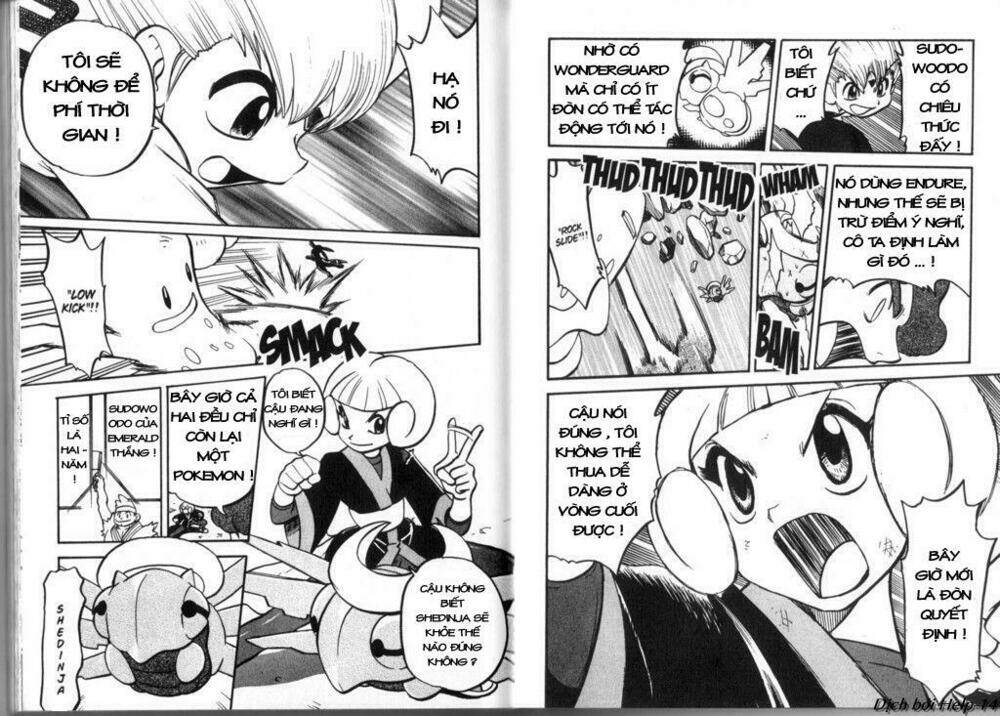 SUDO-
WOODO
CÓ
CHIÊU
THỨC
ĐẤY !
TÔI
BIẾT
CHỨ
...
NHỜ CÓ
WONDERGUARD
MÀ CHỈ CÓ ÍT
ĐÒN CÓ THỂ TÁC
ĐỘNG TỚI NÓ !
NÓ DÙNG ENDURE,
NHƯNG THẾ SẼ BỊ
TRỪ ĐIỂM Ý NGHĨ,
CÔ TA ĐỊNH LÀM
GÌ ĐÓ ... !
WHAM
BAM
THUD THUD THUD
"ROCK
SLIDE"!!
CẬU NÓI
ĐÚNG , TÔI
KHÔNG THỂ
THUA DỄ
DÀNG Ở
VÒNG CUỐI
ĐƯỢC !
BÂY
GIỜ MỚI
LÀ ĐÒN
QUYẾT
ĐỊNH !
Dịch bởi Help-14
HẠ
NÓ
ĐI !
TÔI SẼ
KHÔNG ĐỂ
PHÍ THỜI
GIAN !
"LOW
KICK"!!
SMACK
TÔI BIẾT
CẬU ĐANG
NGHĨ GÌ !
BÂY GIỜ CẢ
HAI ĐỀU CHỈ
CÒN LẠI
MỘT
POKEMON !
SUDOWO
ODO CỦA
EMERALD
THẮNG !
TỈ SỐ
LÀ
HAI -
NĂM
!
CẬU KHÔNG
BIẾT
SHEDINJA SẼ
KHỎE THẾ
NÀO ĐÚNG
KHÔNG ?
SHEDINJA